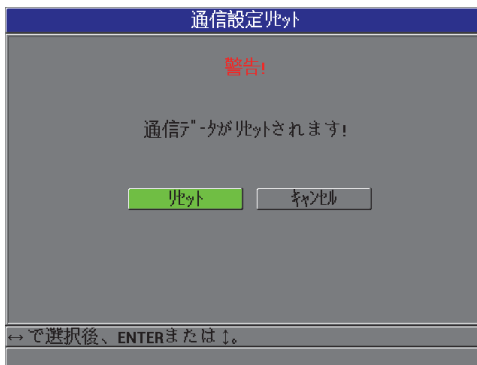 通信設定ﾘｾｯﾄ
警告!
通信ﾃﾞｰﾀがﾘｾｯﾄされます!
ﾘｾｯﾄ ｷｬﾝｾﾙ
↔で選択後、ENTERまたは↕。